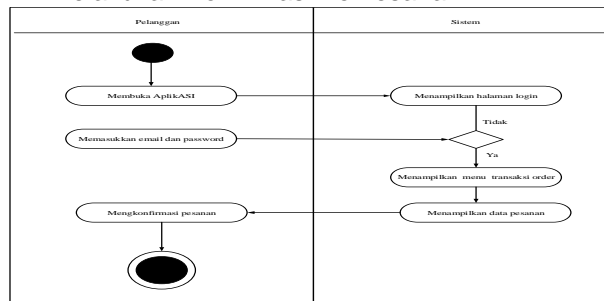 Pelanggan
Sistem
Membuka AplikASI
Menampilkan halaman login
Tidak
Memasukkan email dan password
Ya
Menampilkan menu transaksi order
Mengkonfirmasi pesanan
Menampilkan data pesanan